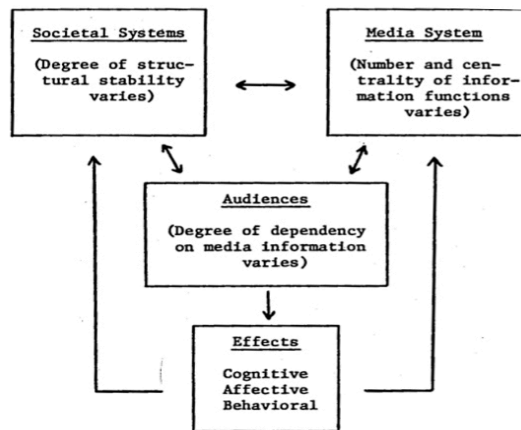 Societal Systems
(Degree of struc-
tural stability
varies)
Media System
(Number and cen-
trality of infor-
mation functions
varies)
Audiences
(Degree of dependency
on media information
varies)
Effects
Cognitive
Affective
Behavioral